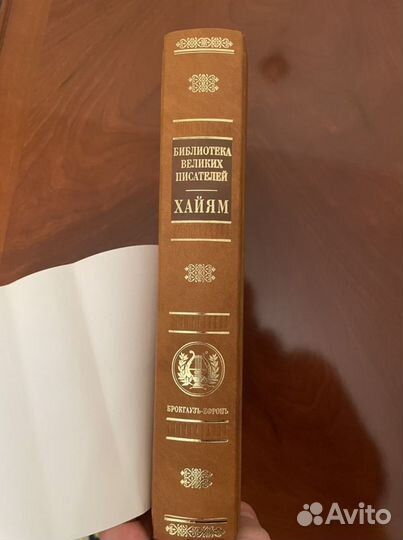 БИБЛИОТЕКА
ВЕЛИКИХ
ПИСАТЕЛЕЙ
ХАЙЯМ
БРОКГАУЗЪ-ЕФРОНЪ
Avito